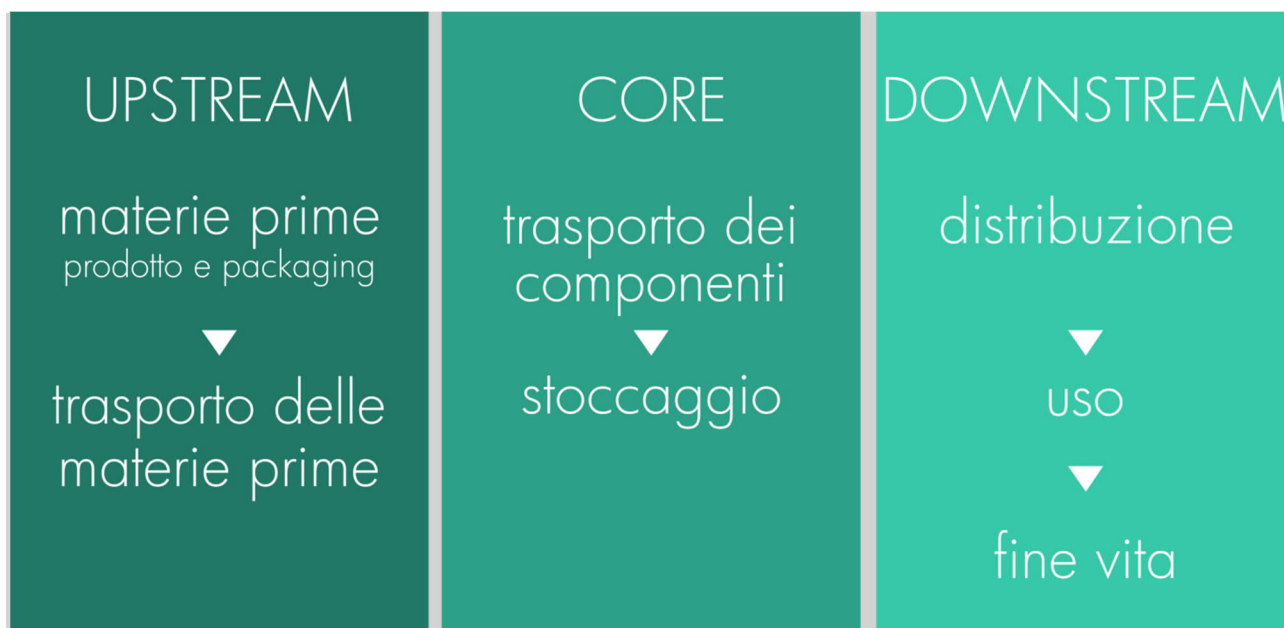 UPSTREAM
materie prime
prodotto e packaging
trasporto delle
materie prime
CORE
trasporto dei
componenti
stoccaggio
DOWNSTREAM
distribuzione
uso
fine vita